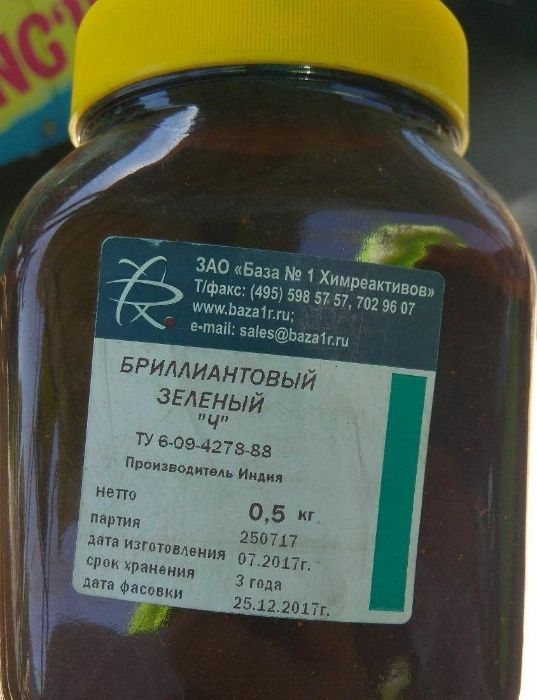 NG'
ЗАО «База № 1 Химреактивов»
Т/факс: (495) 598 57 57, 702 96 07
www.baza1r.ru;
e-mail: sales@baza1r.ru
БРИЛЛИАНТОВЫЙ
ЗЕЛЕНЫЙ
"Ч"
ТУ 6-09-4278-88
Производитель Индия
нетто 0,5 кг
партия 250717
дата изготовления 07.2017г.
срок хранения 3 года
дата фасовки 25.12.2017г.